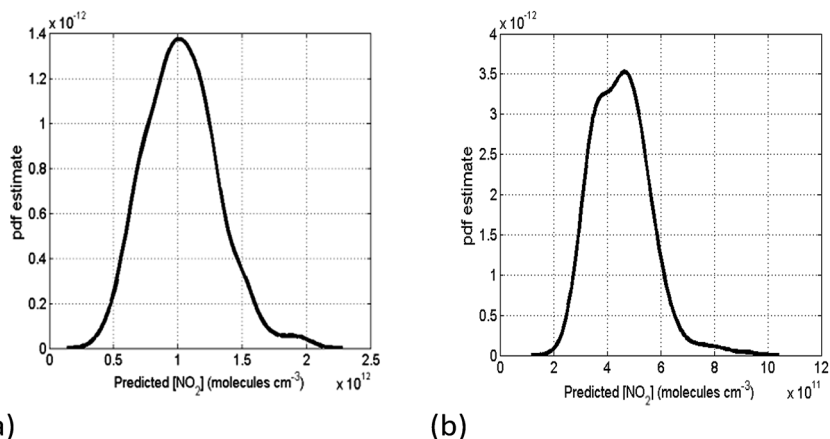 x 10^-12
1.4
1.2
1
0.8
0.6
0.4
0.2
0
pdf estimate
0 0.5 1 1.5 2 2.5
Predicted [NO2] (molecules cm^-3)
x 10^12
a)
x 10^-12
4
3.5
3
2.5
2
1.5
1
0.5
0
pdf estimate
0 2 4 6 8 10 12
Predicted [NO2] (molecules cm^-3)
x 10^11
(b)